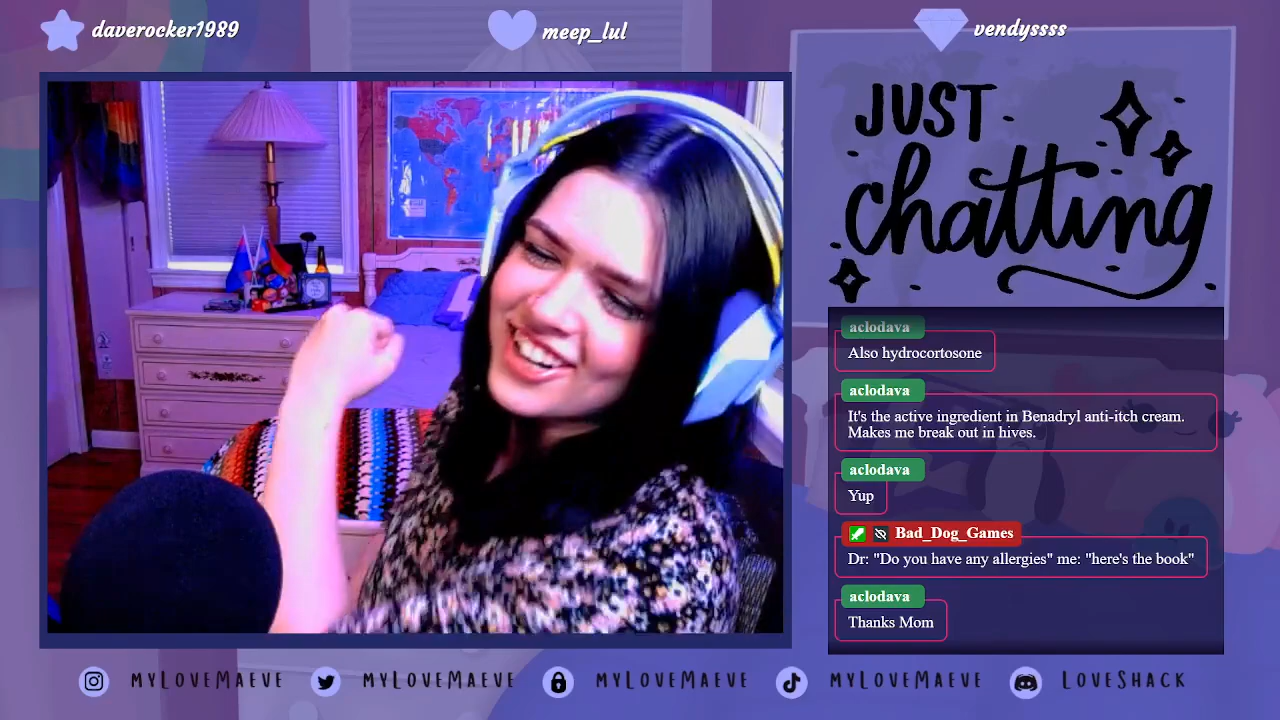 daverocker1989
meep_lul
vendyssss
JUST
chatting
aclodava
Also hydrocortosone
aclodava
It's the active ingredient in Benadryl anti-itch cream.
Makes me break out in hives.
aclodava
Yup
Bad_Dog_Games
Dr: "Do you have any allergies" me: "here's the book"
aclodava
Thanks Mom
MYLOVEMAEVE
MYLOVEMAEVE
MYLOVEMAEVE
MYLOVEMAEVE
LOVESHACK